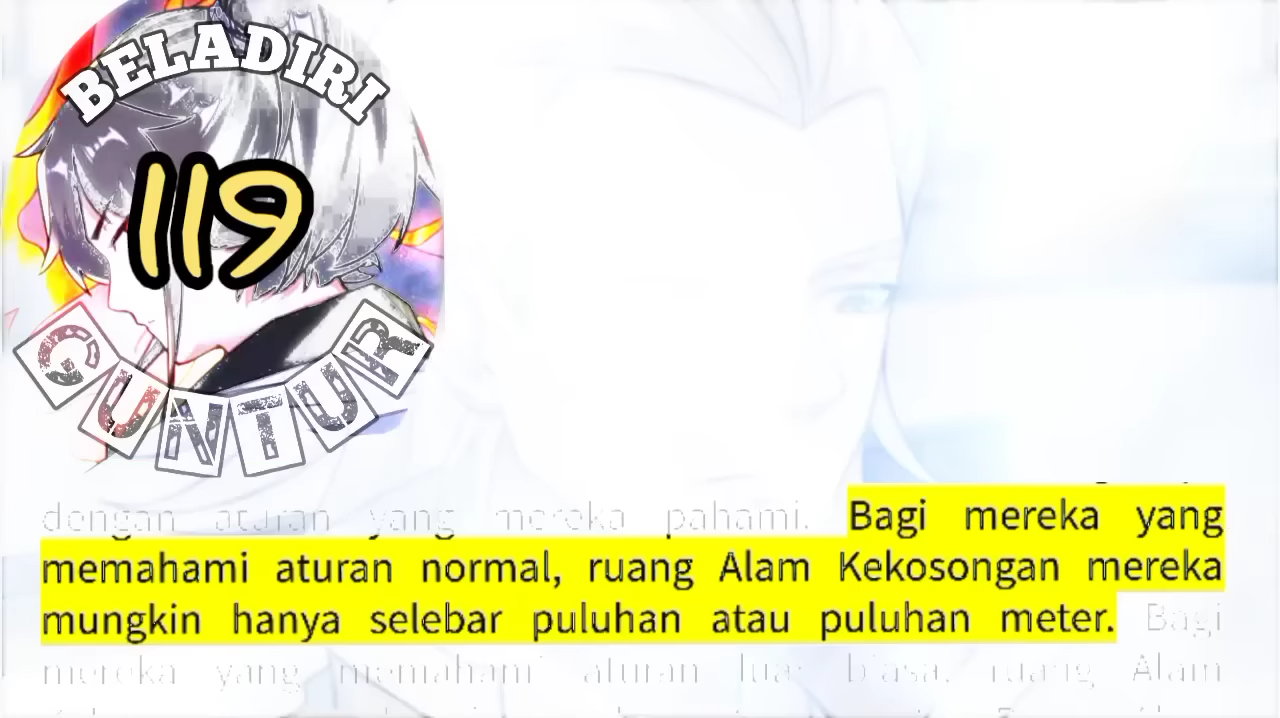 BELADIRI
119
GUNTUR
dengan aturan yang mereka pahami. Bagi mereka yang
memahami aturan normal, ruang Alam Kekosongan mereka
mungkin hanya selebar puluhan atau puluhan meter. Bagi
mereka yang memahami aturan luar biasa, ruang Alam